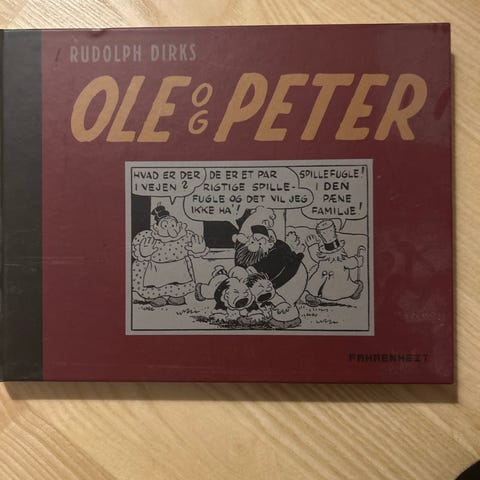 RUDOLPH DIRKS
OLE OG PETER
HVAD ER DER
I VEJEN?
DE ER ET PAR
RIGTIGE SPILLE-
FUGLE OG DET VIL JEG
IKKE HA'!
SPILLEFUGLE!
I DEN
PÆNE
FAMILJE!
FAHRENHEIT